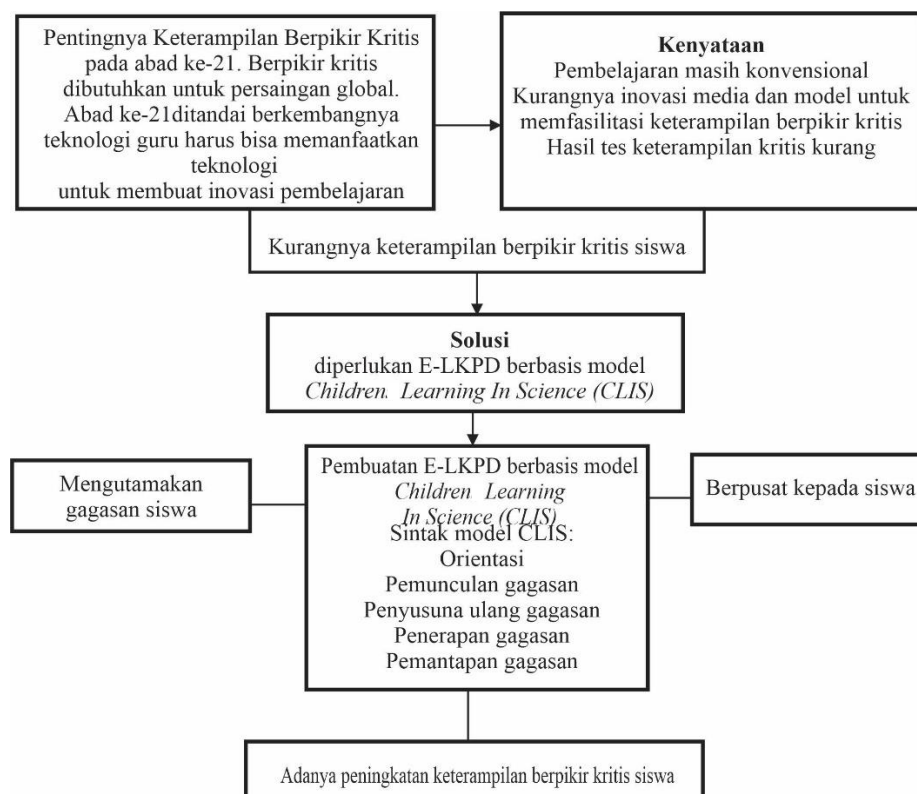 Pentingnya Keterampilan Berpikir Kritis
pada abad ke-21. Berpikir kritis
dibutuhkan untuk persaingan global.
Abad ke-21ditandai berkembangnya
teknologi guru harus bisa memanfaatkan
teknologi
untuk membuat inovasi pembelajaran
Kenyataan
Pembelajaran masih konvensional
Kurangnya inovasi media dan model untuk
memfasilitasi keterampilan berpikir kritis
Hasil tes keterampilan kritis kurang
Kurangnya keterampilan berpikir kritis siswa
Solusi
diperlukan E-LKPD berbasis model
Children. Learning In Science (CLIS)
Mengutamakan
gagasan siswa
Pembuatan E-LKPD berbasis model
Children Learning
In Science (CLIS)
Sintak model CLIS:
Orientasi
Pemunculan gagasan
Penyusuna ulang gagasan
Penerapan gagasan
Pemantapan gagasan
Berpusat kepada siswa
Adanya peningkatan keterampilan berpikir kritis siswa